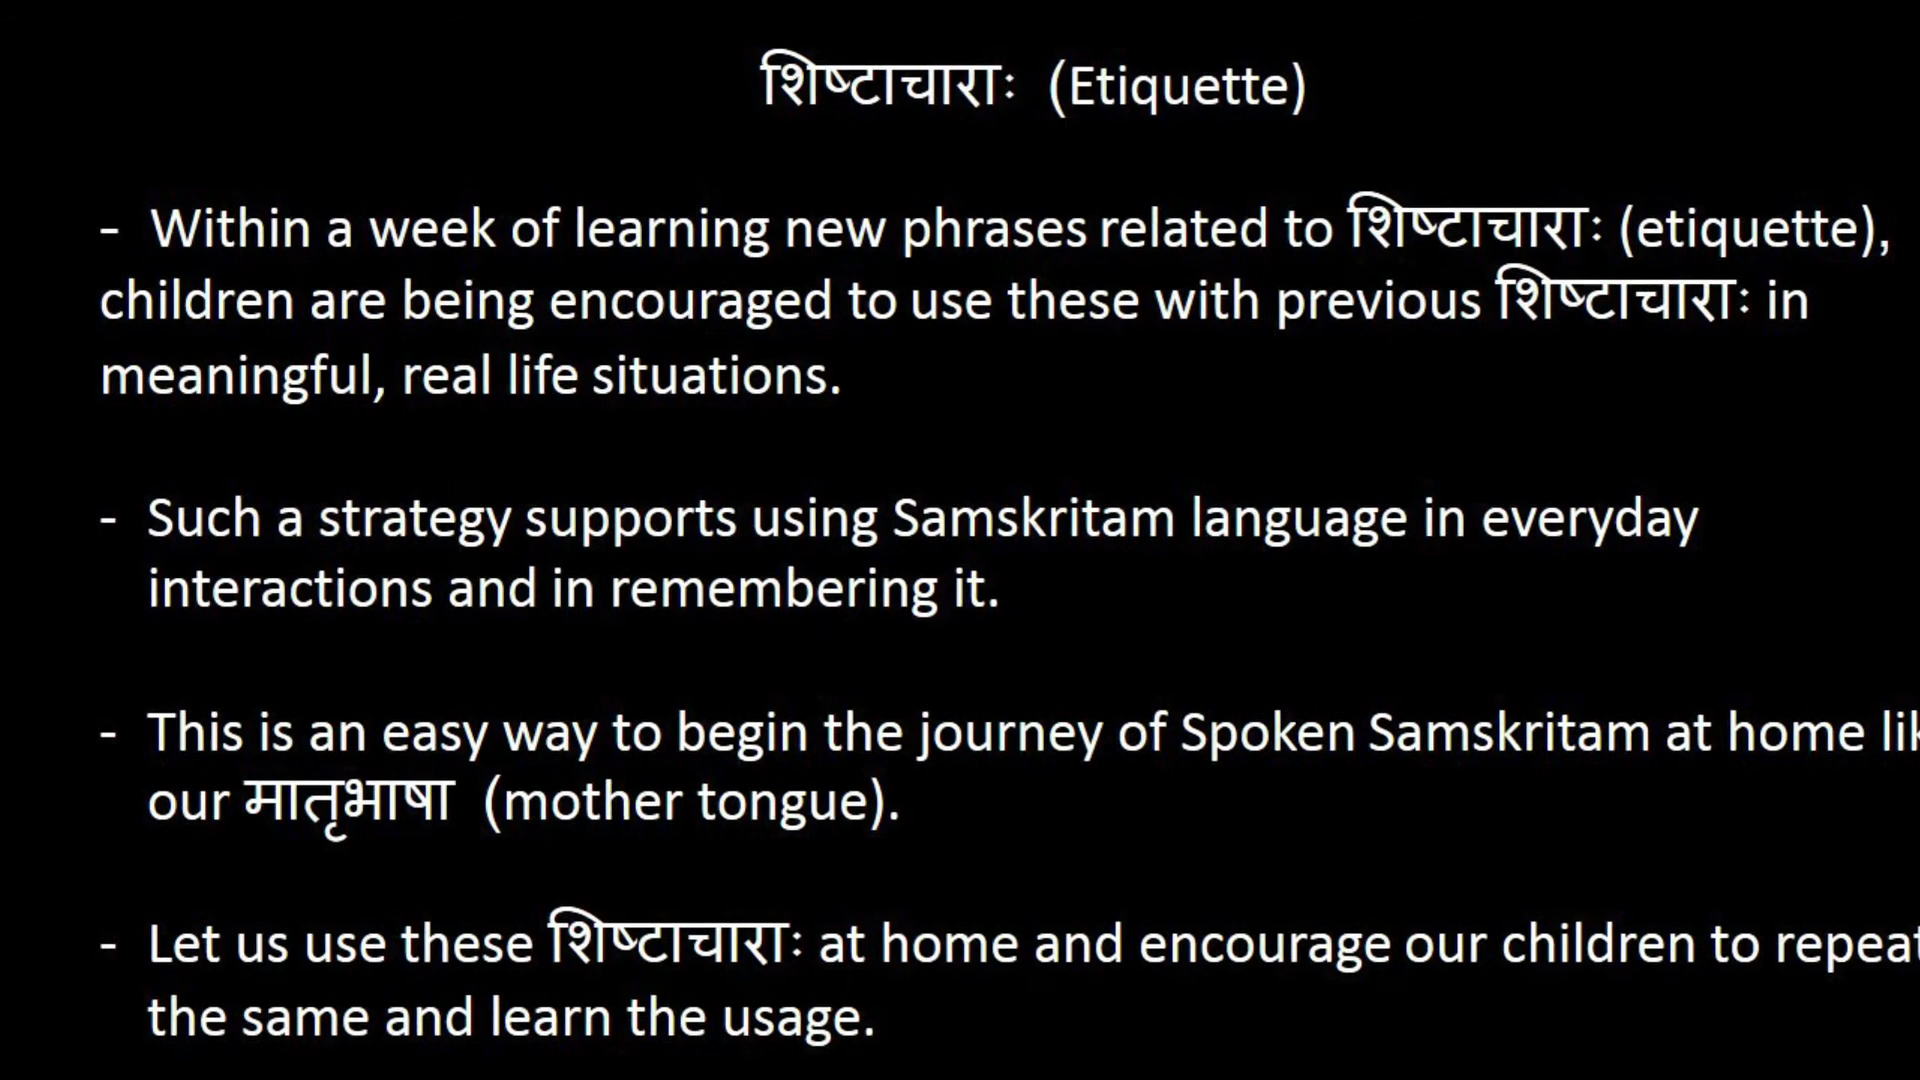 शिष्टाचाराः (Etiquette)
- Within a week of learning new phrases related to शिष्टाचाराः (etiquette),
children are being encouraged to use these with previous शिष्टाचाराः in
meaningful, real life situations.
- Such a strategy supports using Samskritam language in everyday
interactions and in remembering it.
- This is an easy way to begin the journey of Spoken Samskritam at home
our मातृभाषा (mother tongue).
- Let us use these शिष्टाचाराः at home and encourage our children to repeat
the same and learn the usage.